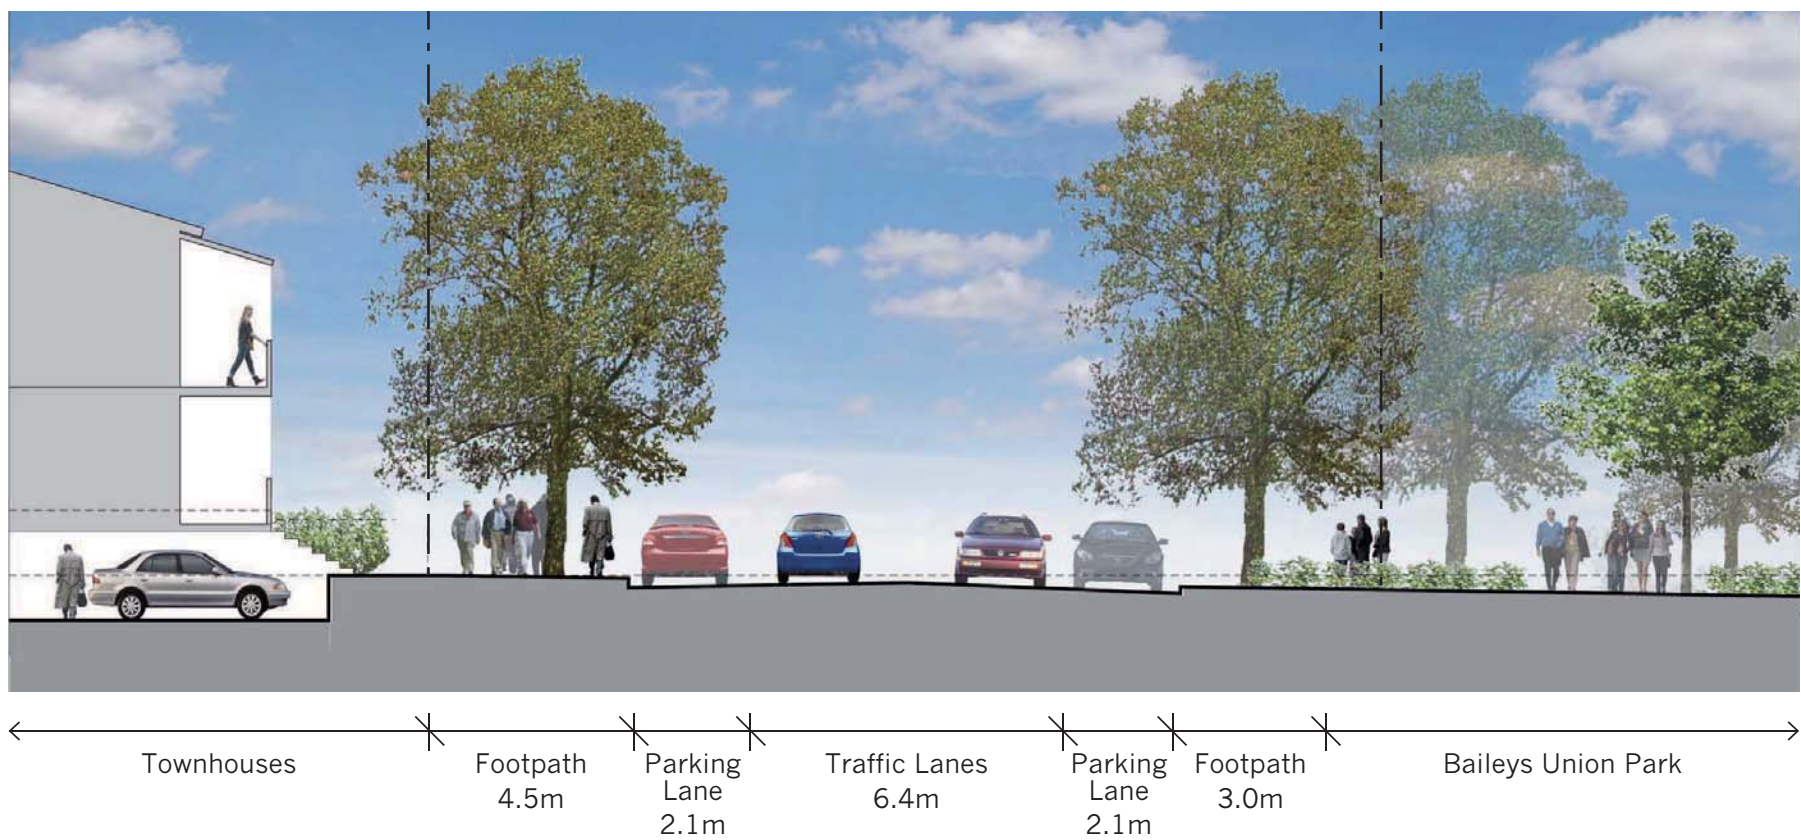 Townhouses
Footpath
4.5m
Parking
Lane
2.1m
Traffic Lanes
6.4m
Parking
Lane
2.1m
Footpath
3.0m
Baileys Union Park